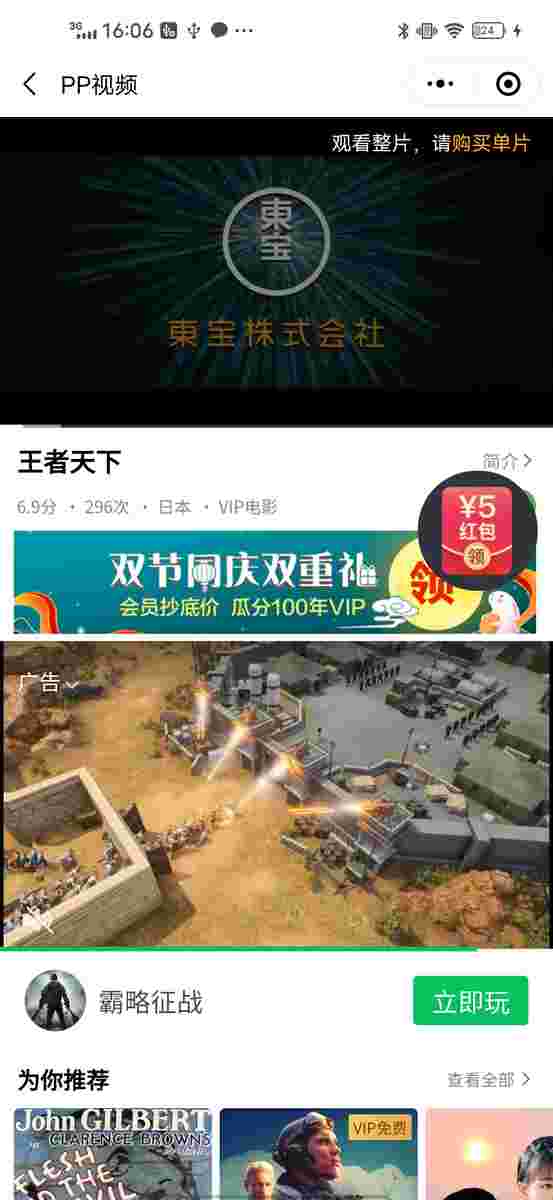 3G 16:06 24
PP视频
观看整片，请购买单片
東宝
東宝株式会社
王者天下
简介
6.9分 · 296次 · 日本 · VIP电影
¥5
红包
领
双节同庆双重礼
会员抄底价 瓜分100年VIP
领
广告
霸略征战
立即玩
为你推荐
查看全部
John GILBERT
CLARENCE BROWN'S
FLESH
VIP免费